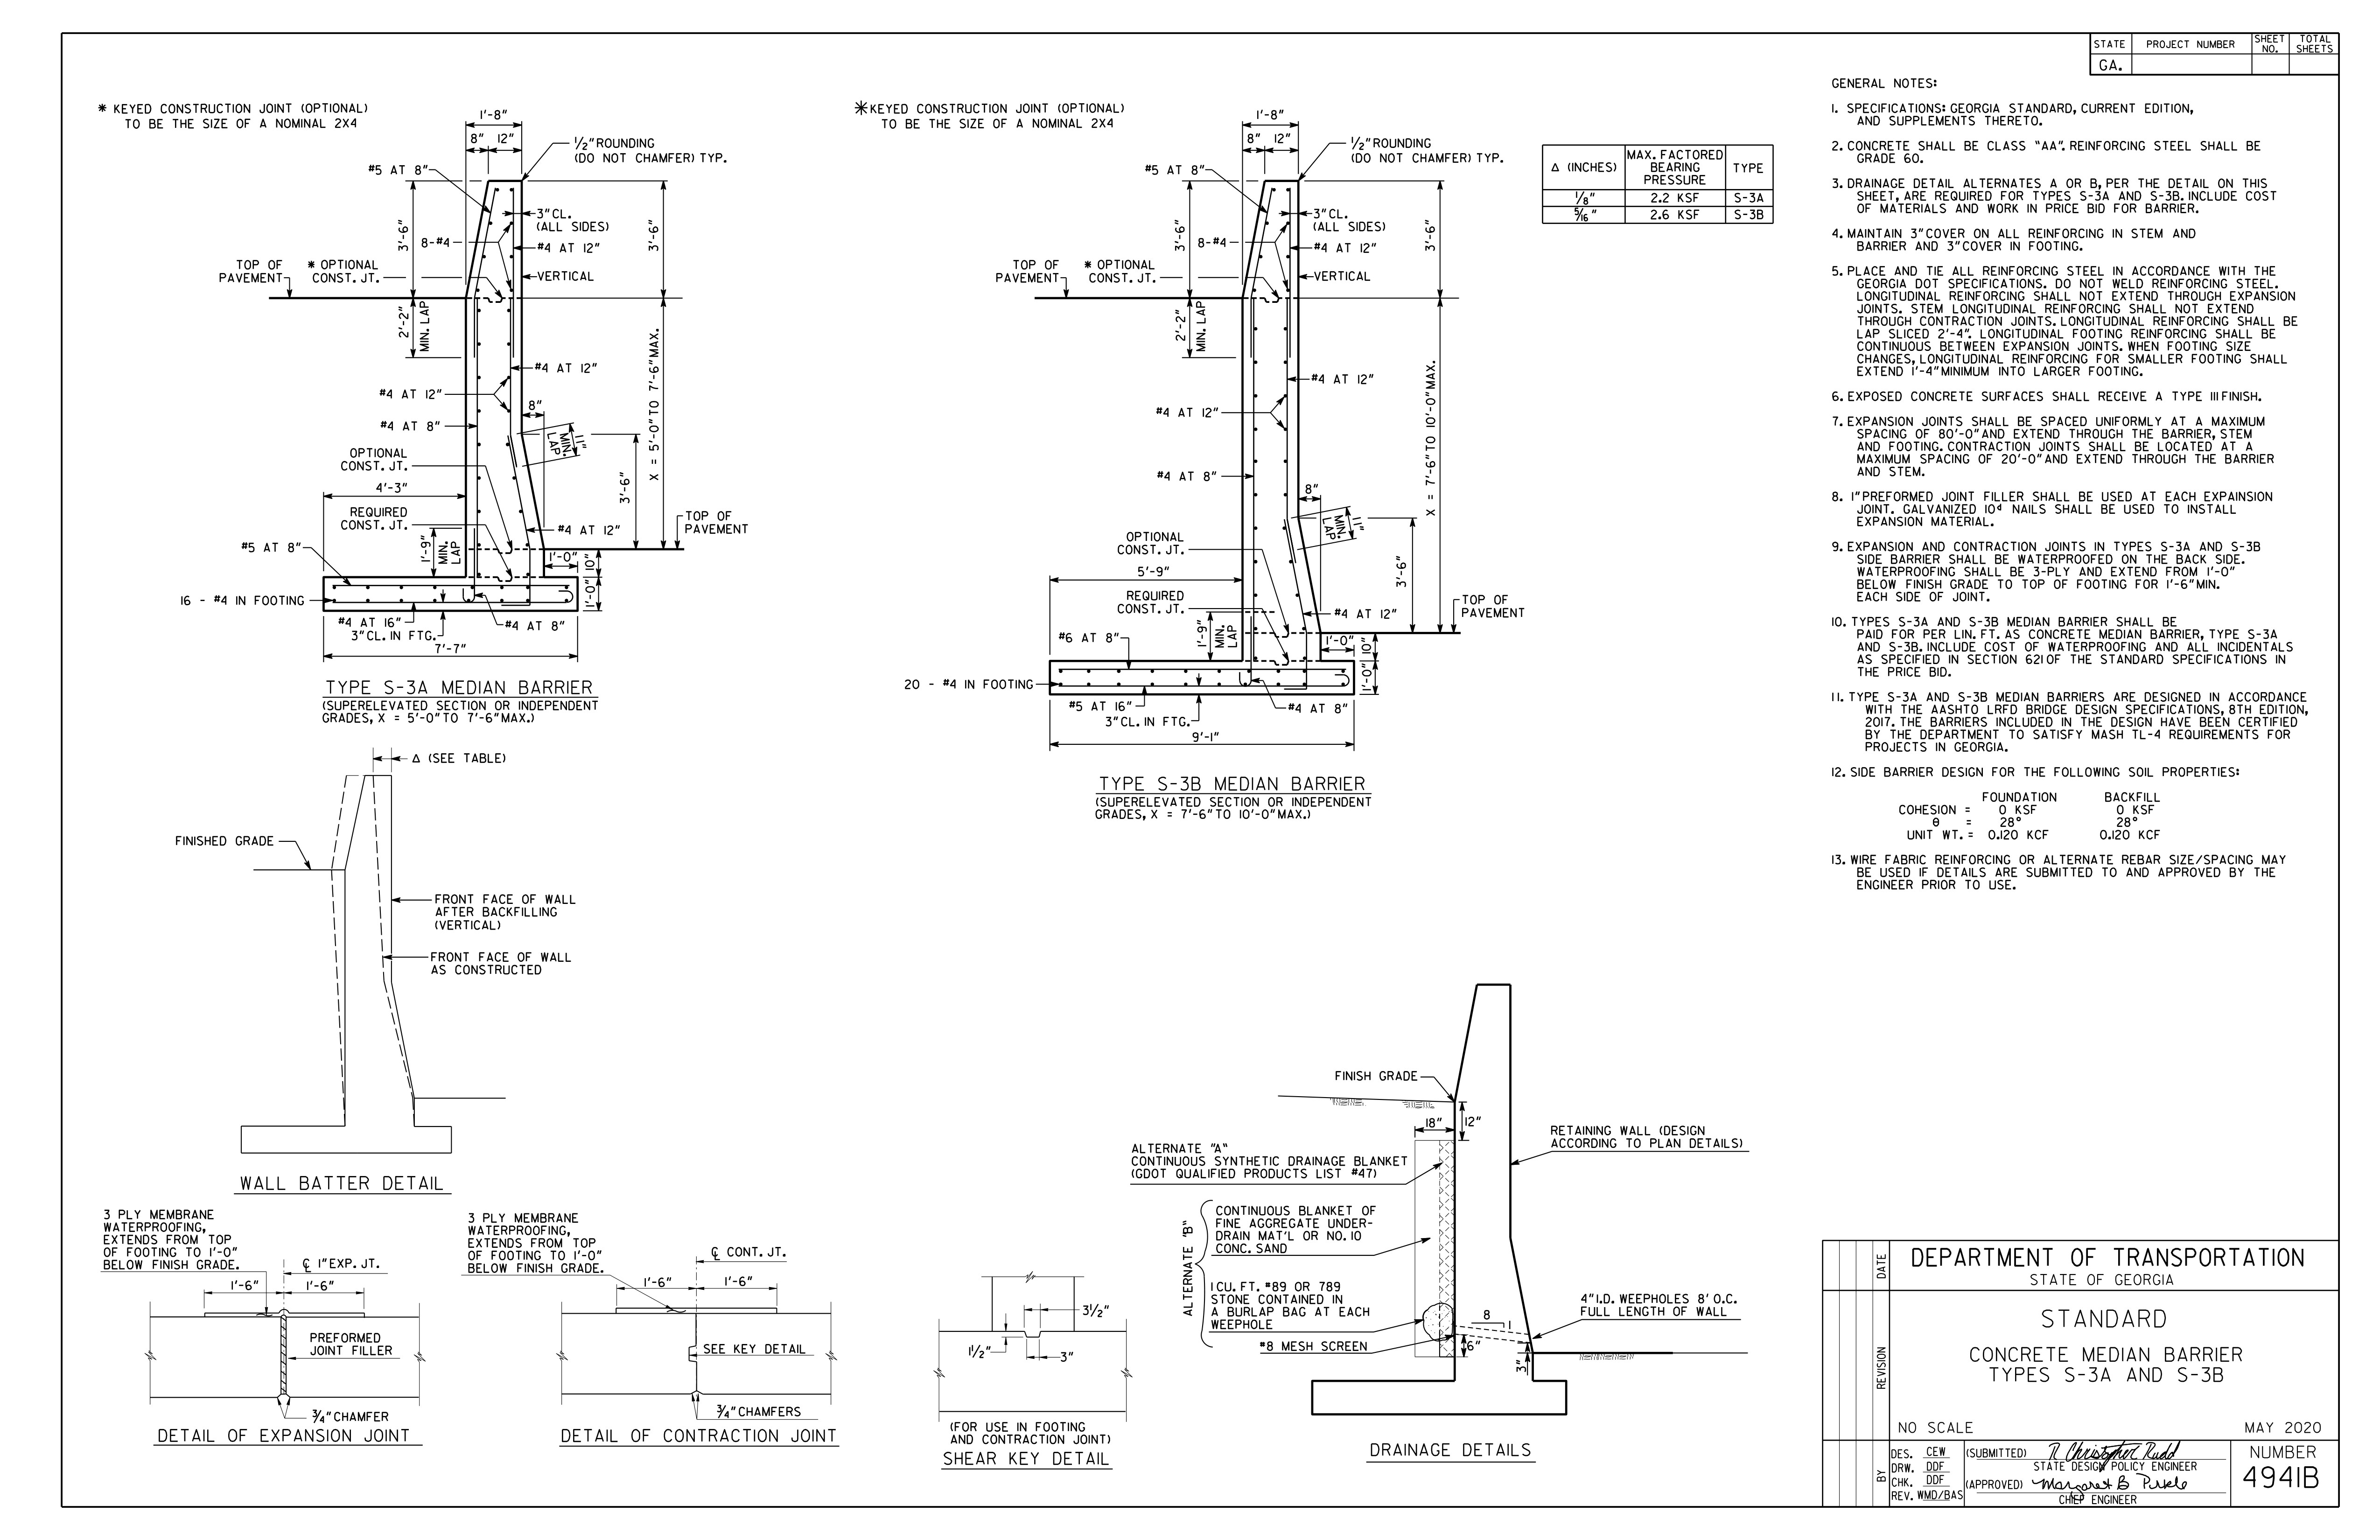 STATE
PROJECT NUMBER
SHEET NO.
TOTAL SHEETS
GA.
* KEYED CONSTRUCTION JOINT (OPTIONAL)
TO BE THE SIZE OF A NOMINAL 2X4
1'-8"
8" 12"
1/2" ROUNDING
(DO NOT CHAMFER) TYP.
#5 AT 8"
3'-6"
3" CL.
(ALL SIDES)
8-#4
#4 AT 12"
3'-6"
TOP OF
PAVEMENT
* OPTIONAL
CONST. JT.
VERTICAL
2'-2"
MIN. LAP
#4 AT 12"
#4 AT 12"
8"
#4 AT 8"
11"
MIN.
LAP
X = 5'-0" TO 7'-6" MAX.
OPTIONAL
CONST. JT.
3'-6"
4'-3"
REQUIRED
CONST. JT.
TOP OF
PAVEMENT
#4 AT 12"
#5 AT 8"
1'-9"
MIN.
LAP
1'-0"
10"
1'-0"
16 - #4 IN FOOTING
#4 AT 16"
3" CL. IN FTG.
#4 AT 8"
7'-7"
TYPE S-3A MEDIAN BARRIER
(SUPERELEVATED SECTION OR INDEPENDENT
GRADES, X = 5'-0" TO 7'-6" MAX.)
* KEYED CONSTRUCTION JOINT (OPTIONAL)
TO BE THE SIZE OF A NOMINAL 2X4
1'-8"
8" 12"
1/2" ROUNDING
(DO NOT CHAMFER) TYP.
#5 AT 8"
3'-6"
3" CL.
(ALL SIDES)
8-#4
#4 AT 12"
3'-6"
TOP OF
PAVEMENT
* OPTIONAL
CONST. JT.
VERTICAL
2'-2"
MIN. LAP
#4 AT 12"
#4 AT 12"
X = 7'-6" TO 10'-0" MAX.
#4 AT 8"
8"
11"
MIN.
LAP
OPTIONAL
CONST. JT.
3'-6"
5'-9"
REQUIRED
CONST. JT.
TOP OF
PAVEMENT
#4 AT 12"
#6 AT 8"
1'-9"
MIN.
LAP
1'-0"
10"
1'-0"
20 - #4 IN FOOTING
#5 AT 16"
3" CL. IN FTG.
#4 AT 8"
9'-1"
TYPE S-3B MEDIAN BARRIER
(SUPERELEVATED SECTION OR INDEPENDENT
GRADES, X = 7'-6" TO 10'-0" MAX.)
Δ (INCHES) MAX. FACTORED BEARING PRESSURE TYPE
1/8" 2.2 KSF S-3A
5/16" 2.6 KSF S-3B
GENERAL NOTES:
1. SPECIFICATIONS: GEORGIA STANDARD, CURRENT EDITION,
AND SUPPLEMENTS THERETO.
2. CONCRETE SHALL BE CLASS "AA". REINFORCING STEEL SHALL BE
GRADE 60.
3. DRAINAGE DETAIL ALTERNATES A OR B, PER THE DETAIL ON THIS
SHEET, ARE REQUIRED FOR TYPES S-3A AND S-3B. INCLUDE COST
OF MATERIALS AND WORK IN PRICE BID FOR BARRIER.
4. MAINTAIN 3" COVER ON ALL REINFORCING IN STEM AND
BARRIER AND 3" COVER IN FOOTING.
5. PLACE AND TIE ALL REINFORCING STEEL IN ACCORDANCE WITH THE
GEORGIA DOT SPECIFICATIONS. DO NOT WELD REINFORCING STEEL.
LONGITUDINAL REINFORCING SHALL NOT EXTEND THROUGH EXPANSION
JOINTS. STEM LONGITUDINAL REINFORCING SHALL NOT EXTEND
THROUGH CONTRACTION JOINTS. LONGITUDINAL REINFORCING SHALL BE
LAP SLICED 2'-4". LONGITUDINAL FOOTING REINFORCING SHALL BE
CONTINUOUS BETWEEN EXPANSION JOINTS. WHEN FOOTING SIZE
CHANGES, LONGITUDINAL REINFORCING FOR SMALLER FOOTING SHALL
EXTEND 1'-4" MINIMUM INTO LARGER FOOTING.
6. EXPOSED CONCRETE SURFACES SHALL RECEIVE A TYPE III FINISH.
7. EXPANSION JOINTS SHALL BE SPACED UNIFORMLY AT A MAXIMUM
SPACING OF 80'-0" AND EXTEND THROUGH THE BARRIER, STEM
AND FOOTING. CONTRACTION JOINTS SHALL BE LOCATED AT A
MAXIMUM SPACING OF 20'-0" AND EXTEND THROUGH THE BARRIER
AND STEM.
8. 1" PREFORMED JOINT FILLER SHALL BE USED AT EACH EXPAINSION
JOINT. GALVANIZED 10d NAILS SHALL BE USED TO INSTALL
EXPANSION MATERIAL.
9. EXPANSION AND CONTRACTION JOINTS IN TYPES S-3A AND S-3B
SIDE BARRIER SHALL BE WATERPROOFED ON THE BACK SIDE.
WATERPROOFING SHALL BE 3-PLY AND EXTEND FROM 1'-0"
BELOW FINISH GRADE TO TOP OF FOOTING FOR 1'-6" MIN.
EACH SIDE OF JOINT.
10. TYPES S-3A AND S-3B MEDIAN BARRIER SHALL BE
PAID FOR PER LIN. FT. AS CONCRETE MEDIAN BARRIER, TYPE S-3A
AND S-3B. INCLUDE COST OF WATERPROOFING AND ALL INCIDENTALS
AS SPECIFIED IN SECTION 621 OF THE STANDARD SPECIFICATIONS IN
THE PRICE BID.
11. TYPE S-3A AND S-3B MEDIAN BARRIERS ARE DESIGNED IN ACCORDANCE
WITH THE AASHTO LRFD BRIDGE DESIGN SPECIFICATIONS, 8TH EDITION,
2017. THE BARRIERS INCLUDED IN THE DESIGN HAVE BEEN CERTIFIED
BY THE DEPARTMENT TO SATISFY MASH TL-4 REQUIREMENTS FOR
PROJECTS IN GEORGIA.
12. SIDE BARRIER DESIGN FOR THE FOLLOWING SOIL PROPERTIES:
FOUNDATION BACKFILL
COHESION = 0 KSF 0 KSF
θ = 28° 28°
UNIT WT. = 0.120 KCF 0.120 KCF
13. WIRE FABRIC REINFORCING OR ALTERNATE REBAR SIZE/SPACING MAY
BE USED IF DETAILS ARE SUBMITTED TO AND APPROVED BY THE
ENGINEER PRIOR TO USE.
Δ (SEE TABLE)
FINISHED GRADE
FRONT FACE OF WALL
AFTER BACKFILLING
(VERTICAL)
FRONT FACE OF WALL
AS CONSTRUCTED
WALL BATTER DETAIL
3 PLY MEMBRANE
WATERPROOFING,
EXTENDS FROM TOP
OF FOOTING TO 1'-0"
BELOW FINISH GRADE.
℄ 1" EXP. JT.
1'-6" 1'-6"
PREFORMED
JOINT FILLER
3/4" CHAMFER
DETAIL OF EXPANSION JOINT
3 PLY MEMBRANE
WATERPROOFING,
EXTENDS FROM TOP
OF FOOTING TO 1'-0"
BELOW FINISH GRADE.
℄ CONT. JT.
1'-6" 1'-6"
SEE KEY DETAIL
3/4" CHAMFERS
DETAIL OF CONTRACTION JOINT
3 1/2"
1 1/2"
3"
(FOR USE IN FOOTING
AND CONTRACTION JOINT)
SHEAR KEY DETAIL
FINISH GRADE
18"
12"
ALTERNATE "A"
CONTINUOUS SYNTHETIC DRAINAGE BLANKET
(GDOT QUALIFIED PRODUCTS LIST #47)
RETAINING WALL (DESIGN
ACCORDING TO PLAN DETAILS)
ALTERNATE "B"
CONTINUOUS BLANKET OF
FINE AGGREGATE UNDER-
DRAIN MAT'L OR NO. 10
CONC. SAND
1 CU. FT. #89 OR 789
STONE CONTAINED IN
A BURLAP BAG AT EACH
WEEPHOLE
#8 MESH SCREEN
8
1
6"
3"
4" I.D. WEEPHOLES 8' O.C.
FULL LENGTH OF WALL
DRAINAGE DETAILS
DATE
REVISION
BY
DEPARTMENT OF TRANSPORTATION
STATE OF GEORGIA
STANDARD
CONCRETE MEDIAN BARRIER
TYPES S-3A AND S-3B
NO SCALE
MAY 2020
DES. CEW
DRW. DDF
CHK. DDF
REV. WMD/BAS
(SUBMITTED) R Christopher Rudd
STATE DESIGN POLICY ENGINEER
(APPROVED) Margaret B Pirkle
CHIEF ENGINEER
NUMBER
4941B